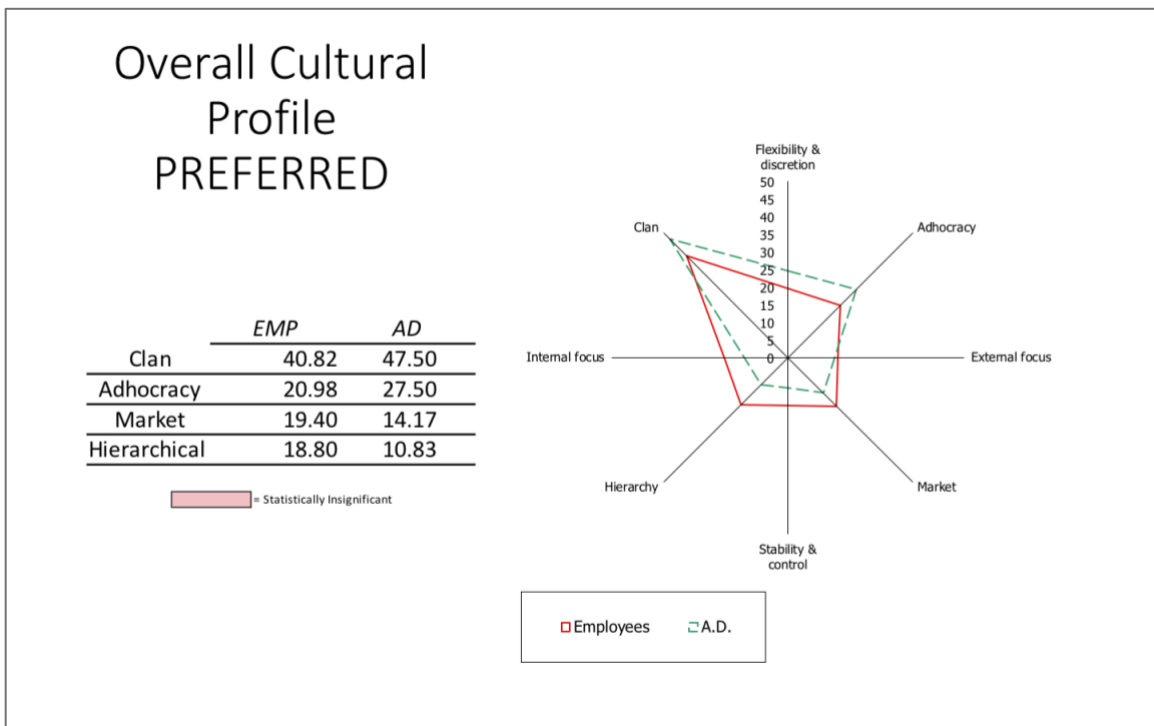 Overall Cultural
Profile
PREFERRED
EMP AD
Clan 40.82 47.50
Adhocracy 20.98 27.50
Market 19.40 14.17
Hierarchical 18.80 10.83
= Statistically Insignificant
Flexibility &
discretion
50
45
40
35
30
25
20
15
10
5
0
Clan
Adhocracy
Internal focus
External focus
Hierarchy
Market
Stability &
control
Employees A.D.